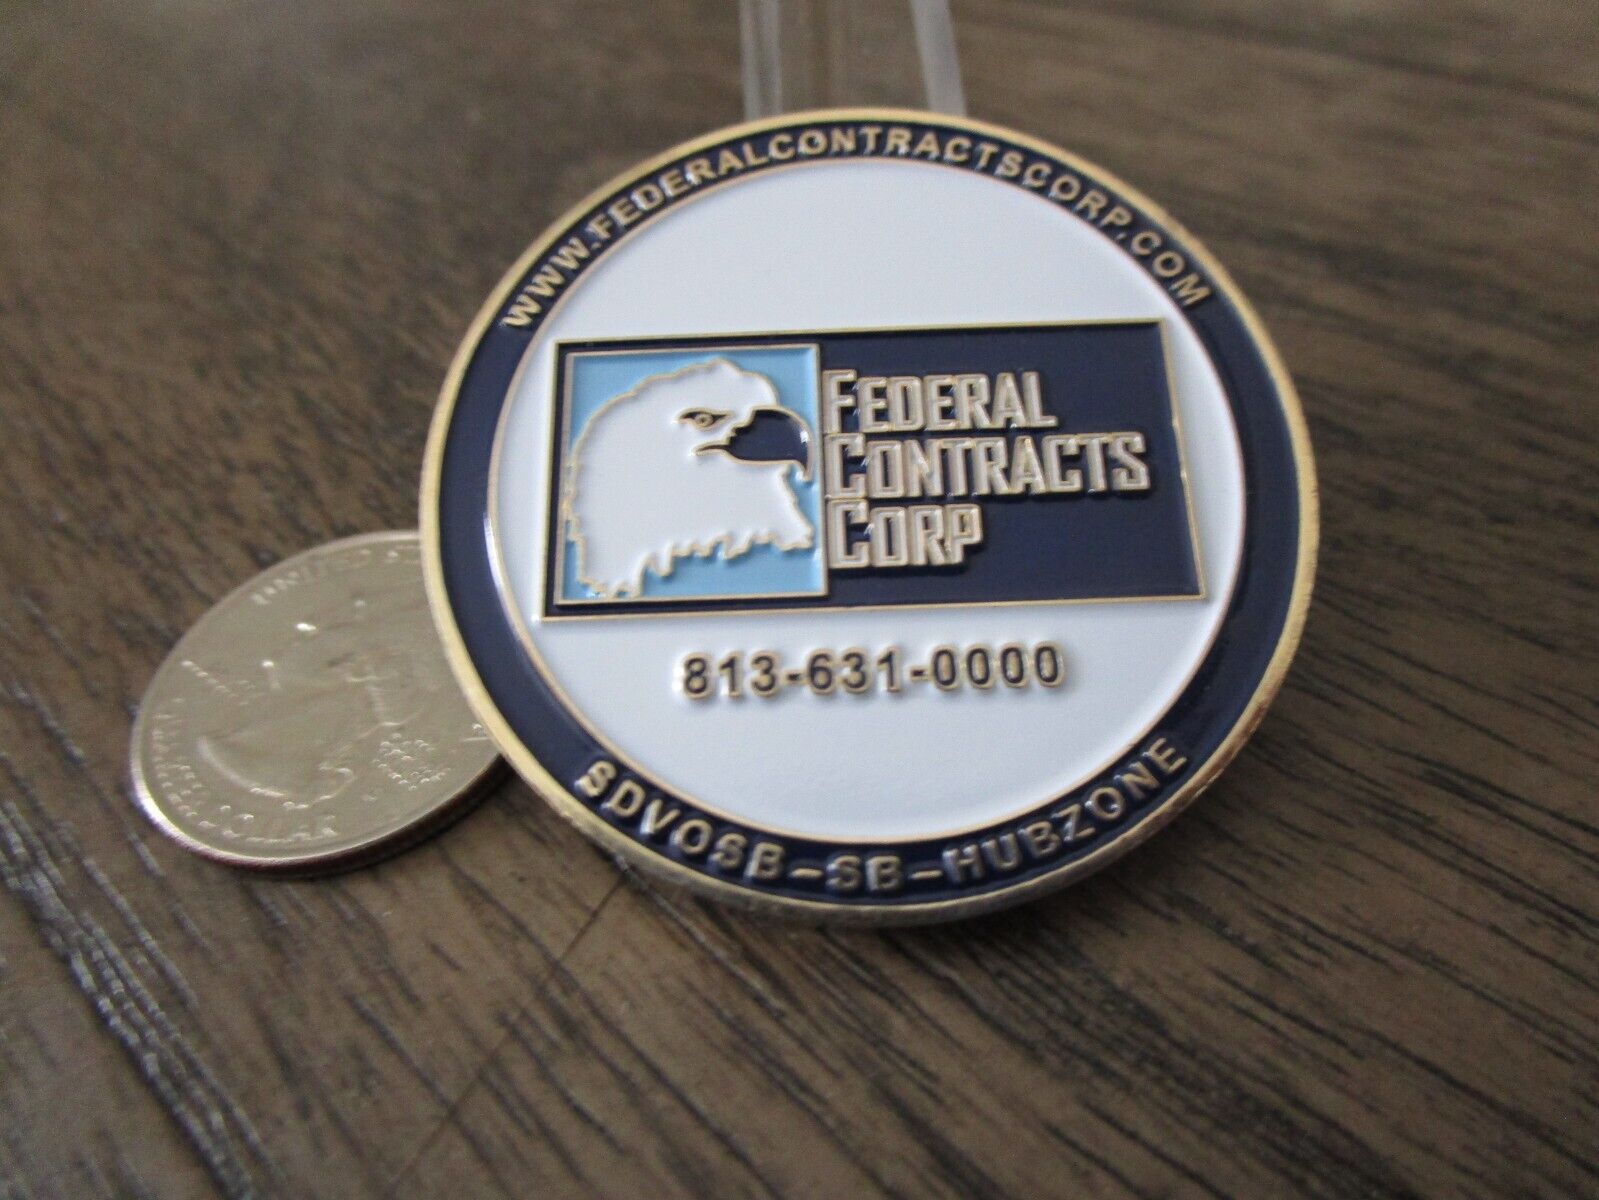 WWW.FEDERALCONTRACTSCORP.COM
FEDERAL
CONTRACTS
CORP
813-631-0000
SDVOSB-SB-HUBZONE